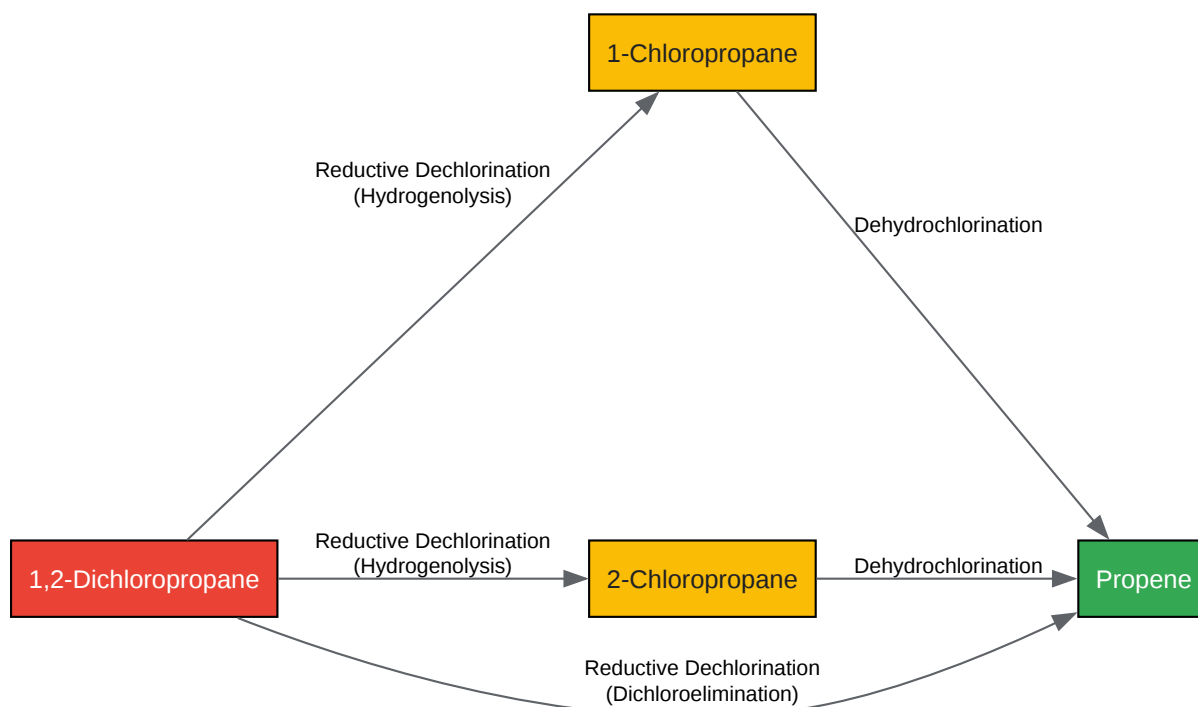 1-Chloropropane
Reductive Dechlorination
(Hydrogenolysis)
Dehydrochlorination
Reductive Dechlorination
(Hydrogenolysis)
Dehydrochlorination
1,2-Dichloropropane
2-Chloropropane
Propene
Reductive Dechlorination
(Dichloroelimination)